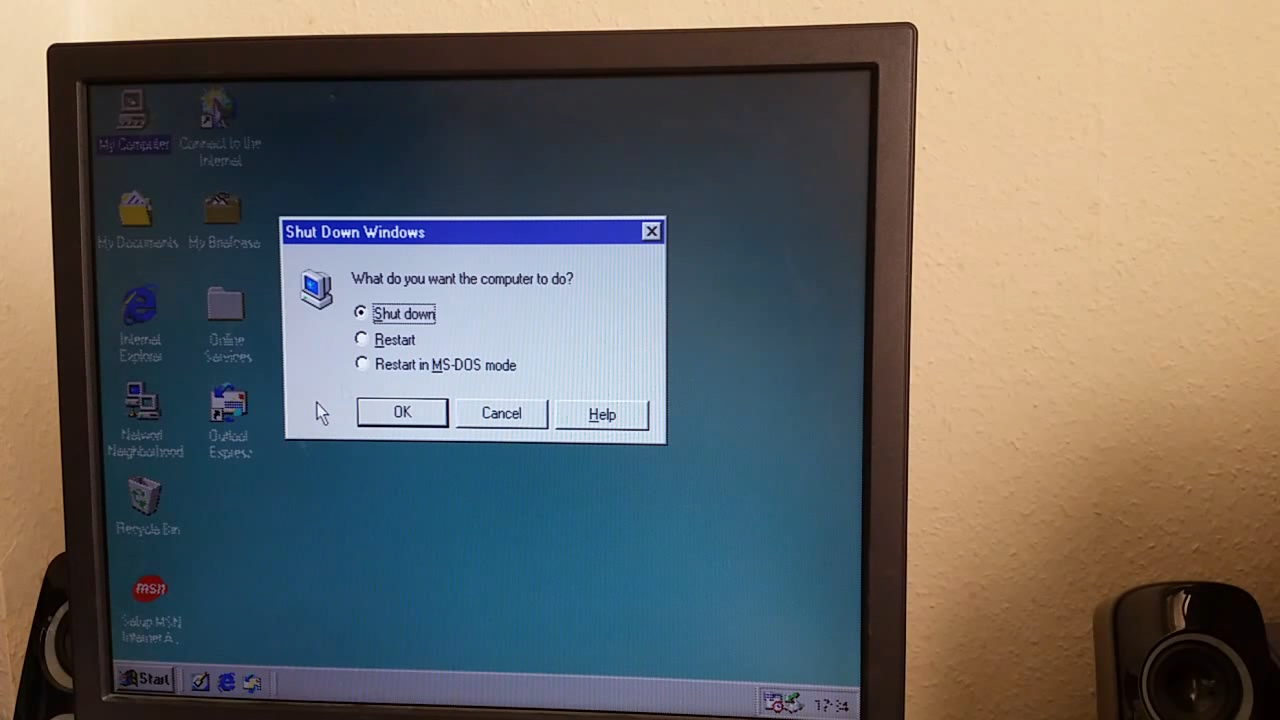 My Computer
Connect to the
Internet
My Documents
My Briefcase
Internet
Explorer
Online
Services
Network
Neighborhood
Outlook
Express
Recycle Bin
msn
Setup MSN
Internet A...
Shut Down Windows
What do you want the computer to do?
Shut down
Restart
Restart in MS-DOS mode
OK
Cancel
Help
Start